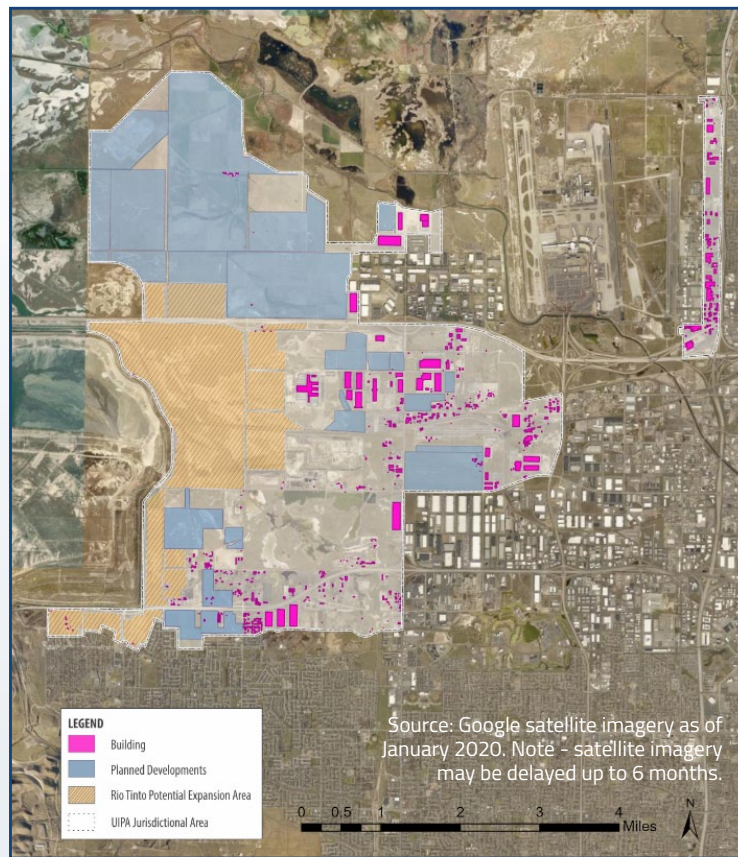 LEGEND
Building
Planned Developments
Rio Tinto Potential Expansion Area
UIPA Jurisdictional Area
Source: Google satellite imagery as of
January 2020. Note - satellite imagery
may be delayed up to 6 months.
N
0 0.5 1 2 3 4
Miles